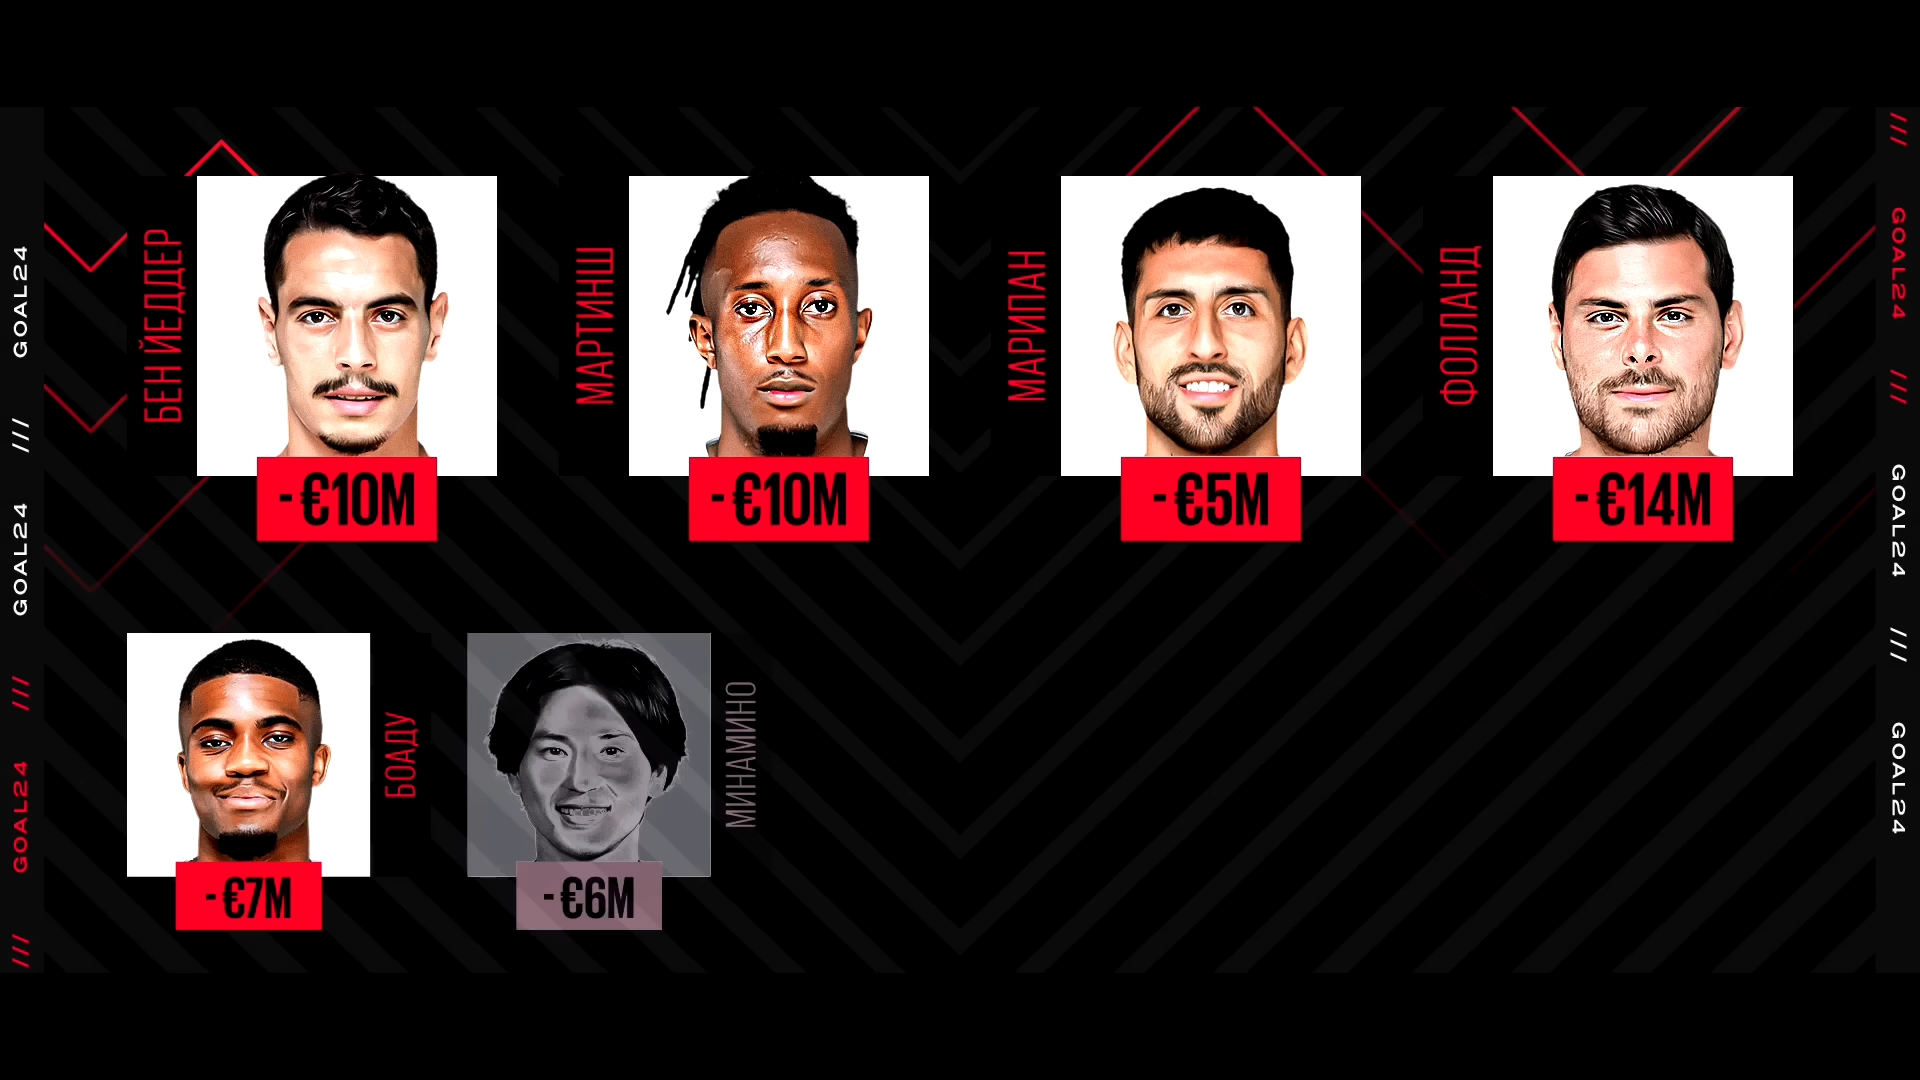 GOAL24
///
GOAL24
///
GOAL24
///
БЕН ЙЕДДЕР
-€10M
МАРТИНШ
-€10M
МАРИПАН
-€5M
ФОЛЛАНД
-€14M
БОАДУ
-€7M
МИНАМИНО
-€6M
///
GOAL24
///
GOAL24
///
GOAL24